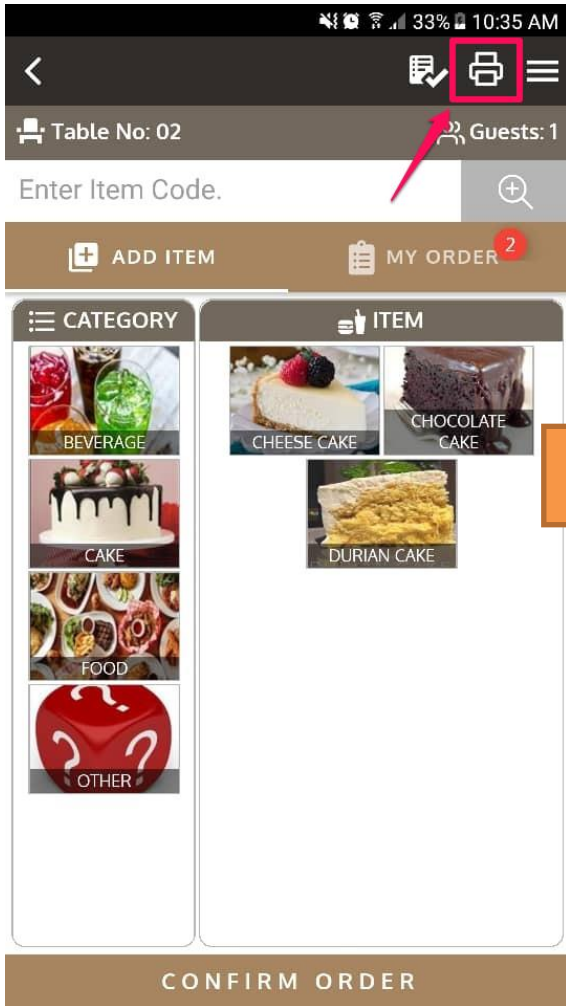 33% 10:35 AM
Table No: 02 Guests: 1
Enter Item Code.
ADD ITEM MY ORDER 2
CATEGORY ITEM
BEVERAGE
CAKE
FOOD
OTHER
CHEESE CAKE
CHOCOLATE
CAKE
DURIAN CAKE
CONFIRM ORDER